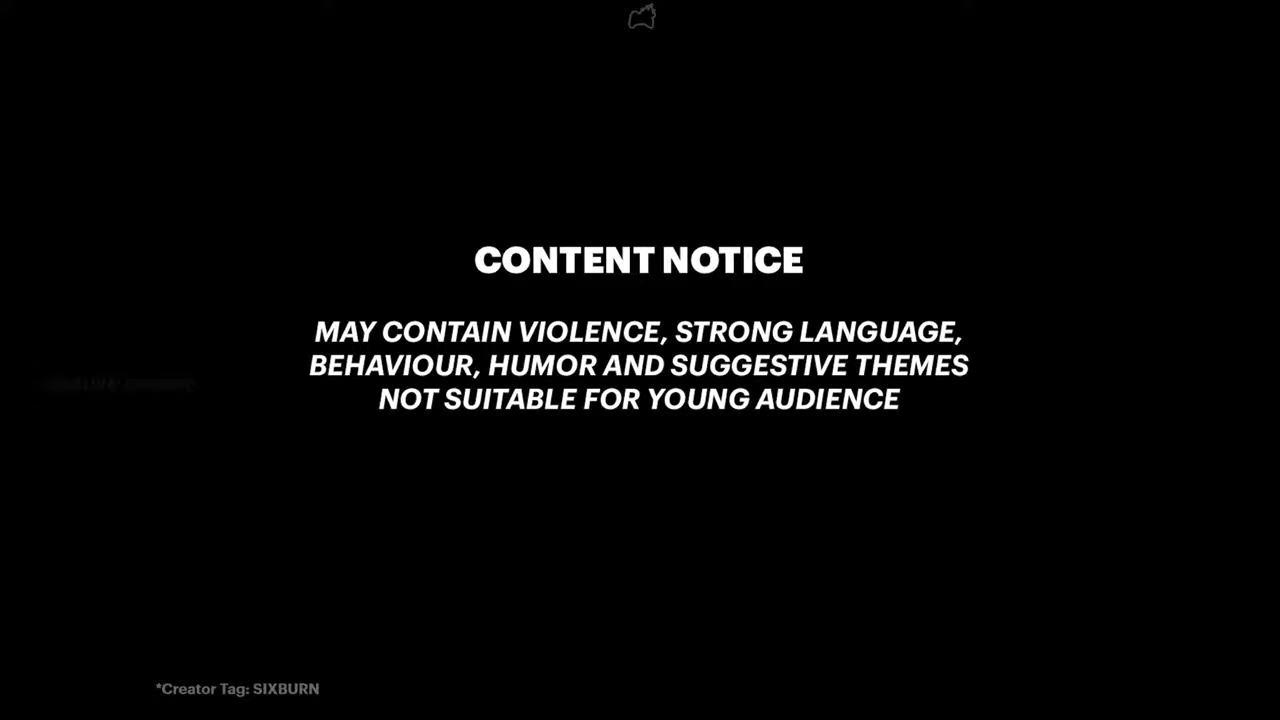 CONTENT NOTICE
MAY CONTAIN VIOLENCE, STRONG LANGUAGE,
BEHAVIOUR, HUMOR AND SUGGESTIVE THEMES
NOT SUITABLE FOR YOUNG AUDIENCE
*Creator Tag: SIXBURN